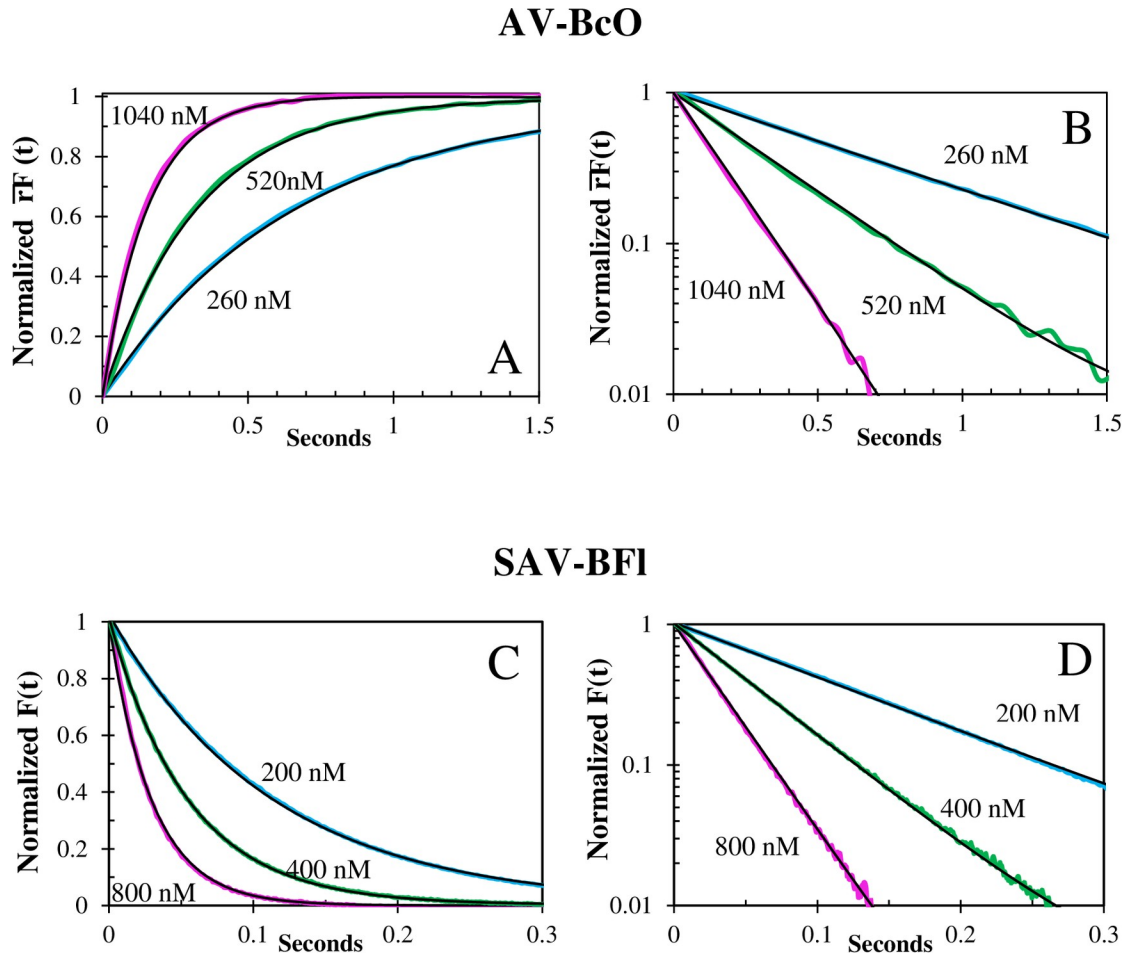 AV-BcO
Normalized r̅F (t)
1
0.8
0.6
0.4
0.2
0
1040 nM
520nM
260 nM
A
0
0.5
1
1.5
Seconds
Normalized r̅F(t)
1
0.1
0.01
B
260 nM
1040 nM
520 nM
0
0.5
1
1.5
Seconds
SAV-BFl
Normalized F(t)
1
0.8
0.6
0.4
0.2
0
C
200 nM
400 nM
800 nM
0
0.1
0.2
0.3
Seconds
Normalized F(t)
1
0.1
0.01
D
200 nM
400 nM
800 nM
0
0.1
0.2
0.3
Seconds